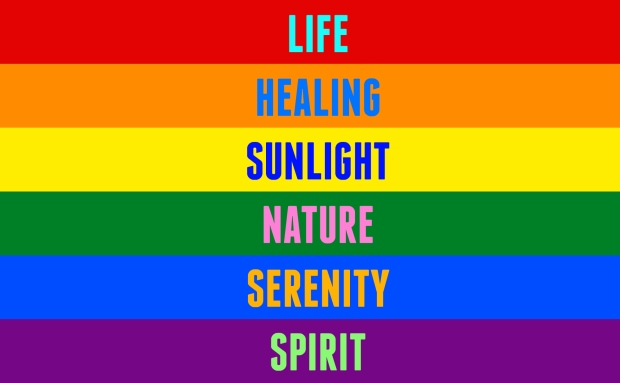 LIFE
HEALING
SUNLIGHT
NATURE
SERENITY
SPIRIT